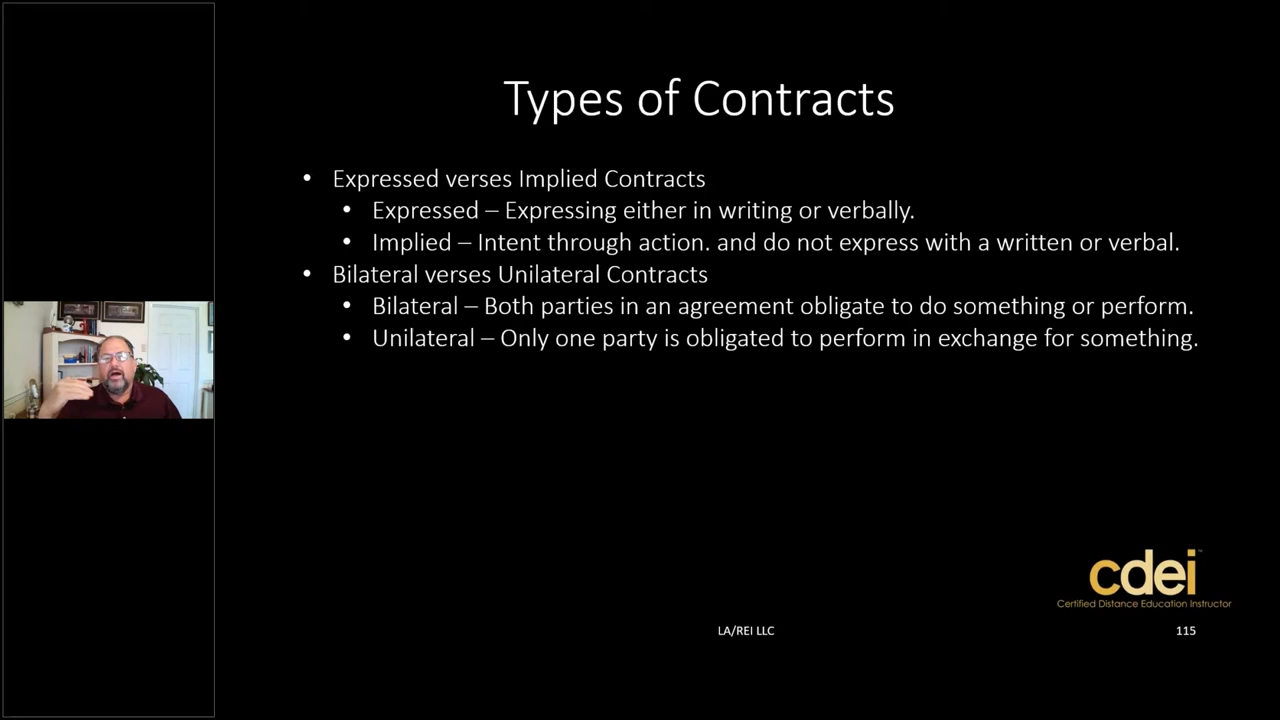 Types of Contracts
• Expressed verses Implied Contracts
• Expressed – Expressing either in writing or verbally.
• Implied – Intent through action. and do not express with a written or verbal.
• Bilateral verses Unilateral Contracts
• Bilateral – Both parties in an agreement obligate to do something or perform.
• Unilateral – Only one party is obligated to perform in exchange for something.
cdei™
Certified Distance Education Instructor
LA/REI LLC
115